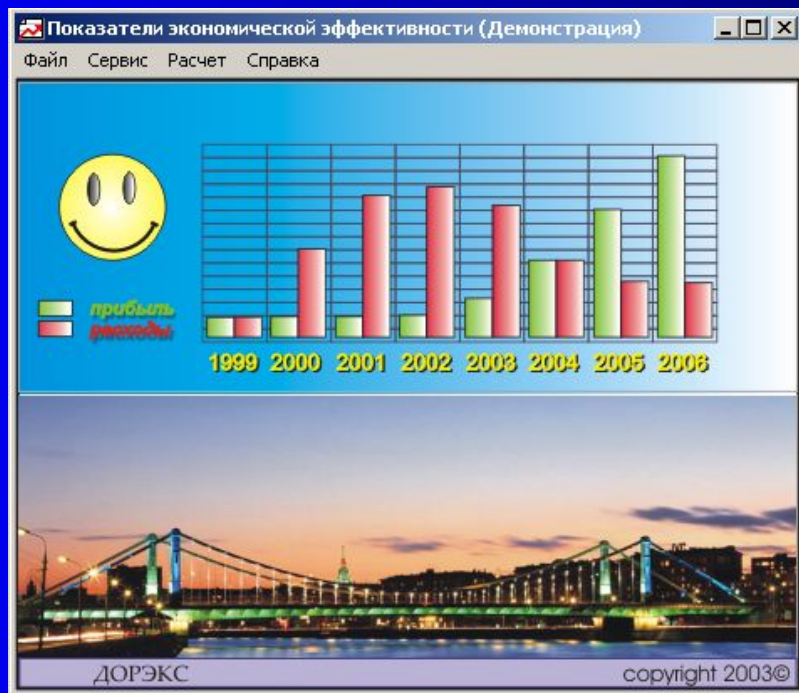 Показатели экономической эффективности (Демонстрация)
Файл Сервис Расчет Справка
прибыль
расходы
1999 2000 2001 2002 2003 2004 2005 2006
ДОРЭКС copyright 2003©